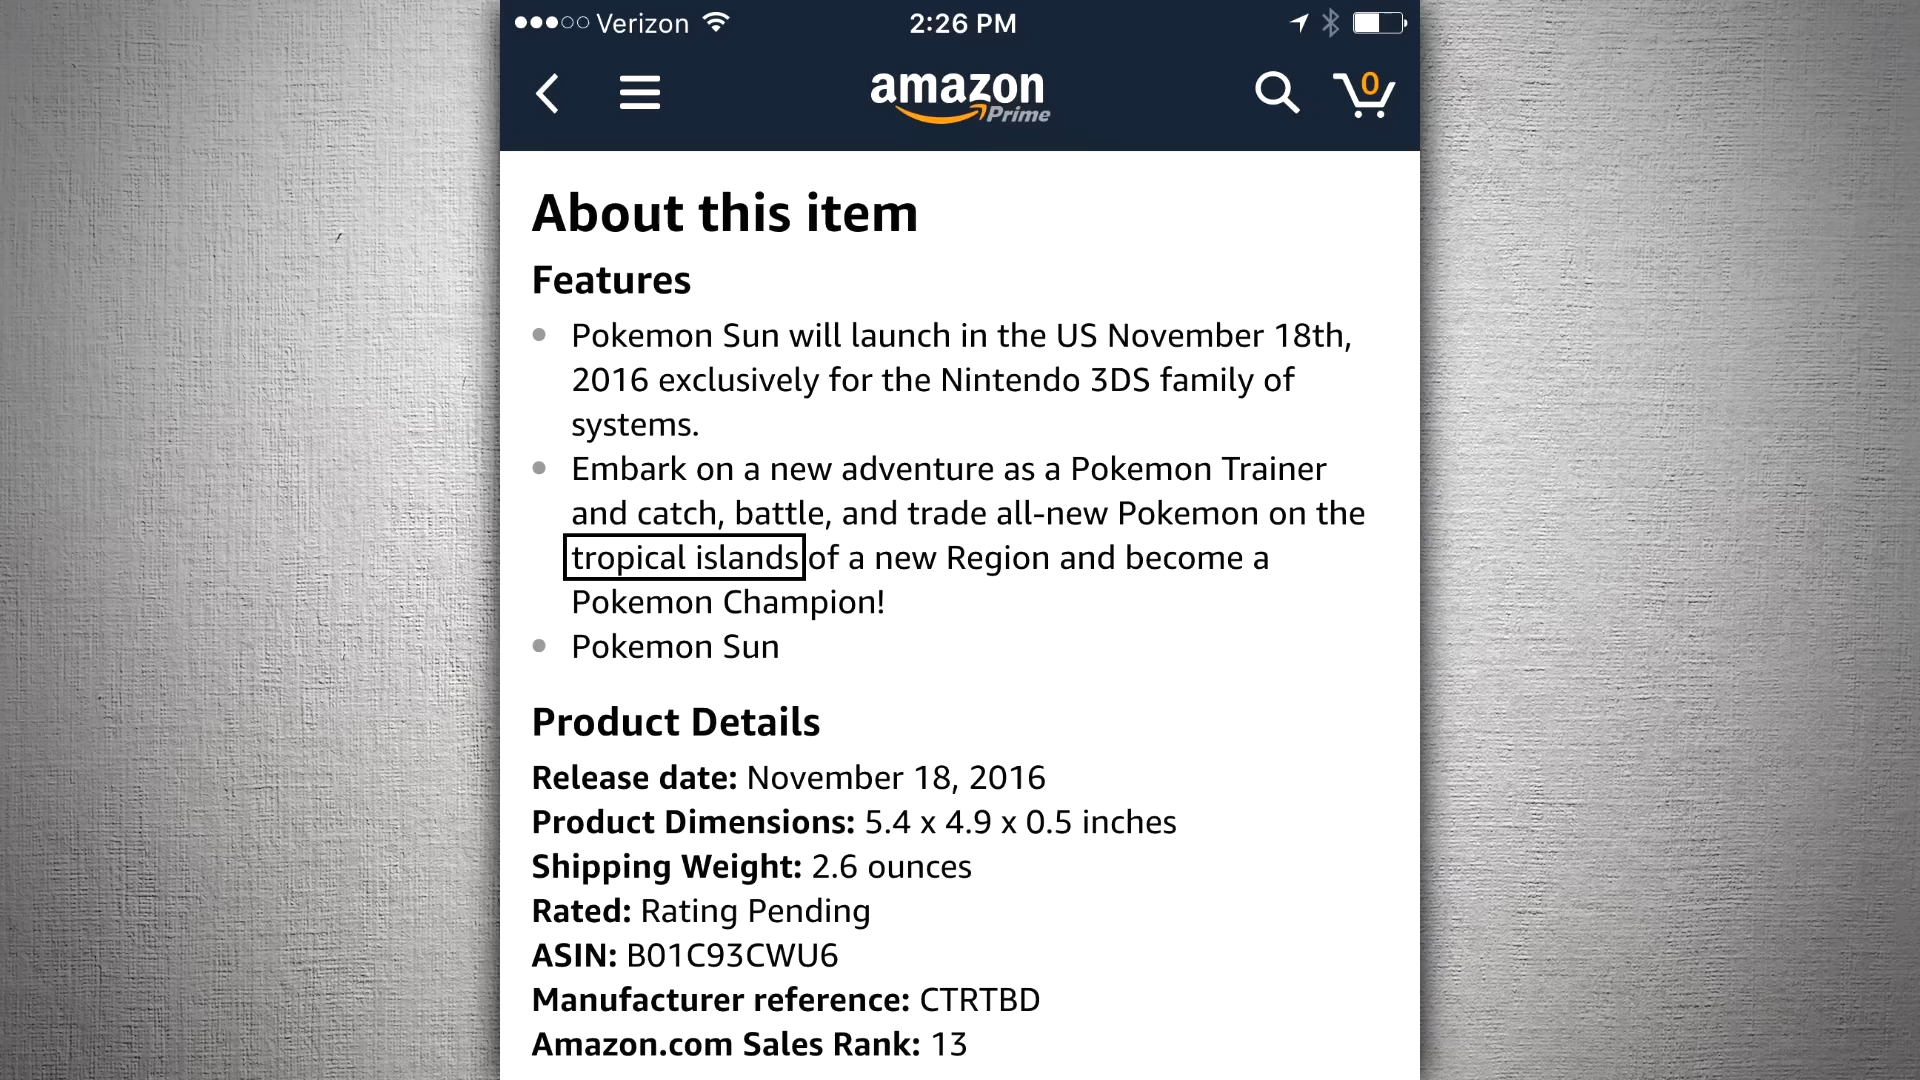 Verizon 2:26 PM
amazon 0
Prime
About this item
Features
Pokemon Sun will launch in the US November 18th,
2016 exclusively for the Nintendo 3DS family of
systems.
Embark on a new adventure as a Pokemon Trainer
and catch, battle, and trade all-new Pokemon on the
tropical islands of a new Region and become a
Pokemon Champion!
Pokemon Sun
Product Details
Release date: November 18, 2016
Product Dimensions: 5.4 x 4.9 x 0.5 inches
Shipping Weight: 2.6 ounces
Rated: Rating Pending
ASIN: B01C93CWU6
Manufacturer reference: CTRTBD
Amazon.com Sales Rank: 13